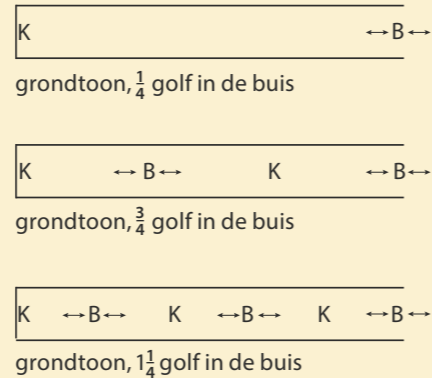 K ↔B↔
grondtoon, 1/4 golf in de buis
K ↔B↔ K ↔B↔
grondtoon, 3/4 golf in de buis
K ↔B↔ K ↔B↔ K ↔B↔
grondtoon, 1 1/4 golf in de buis